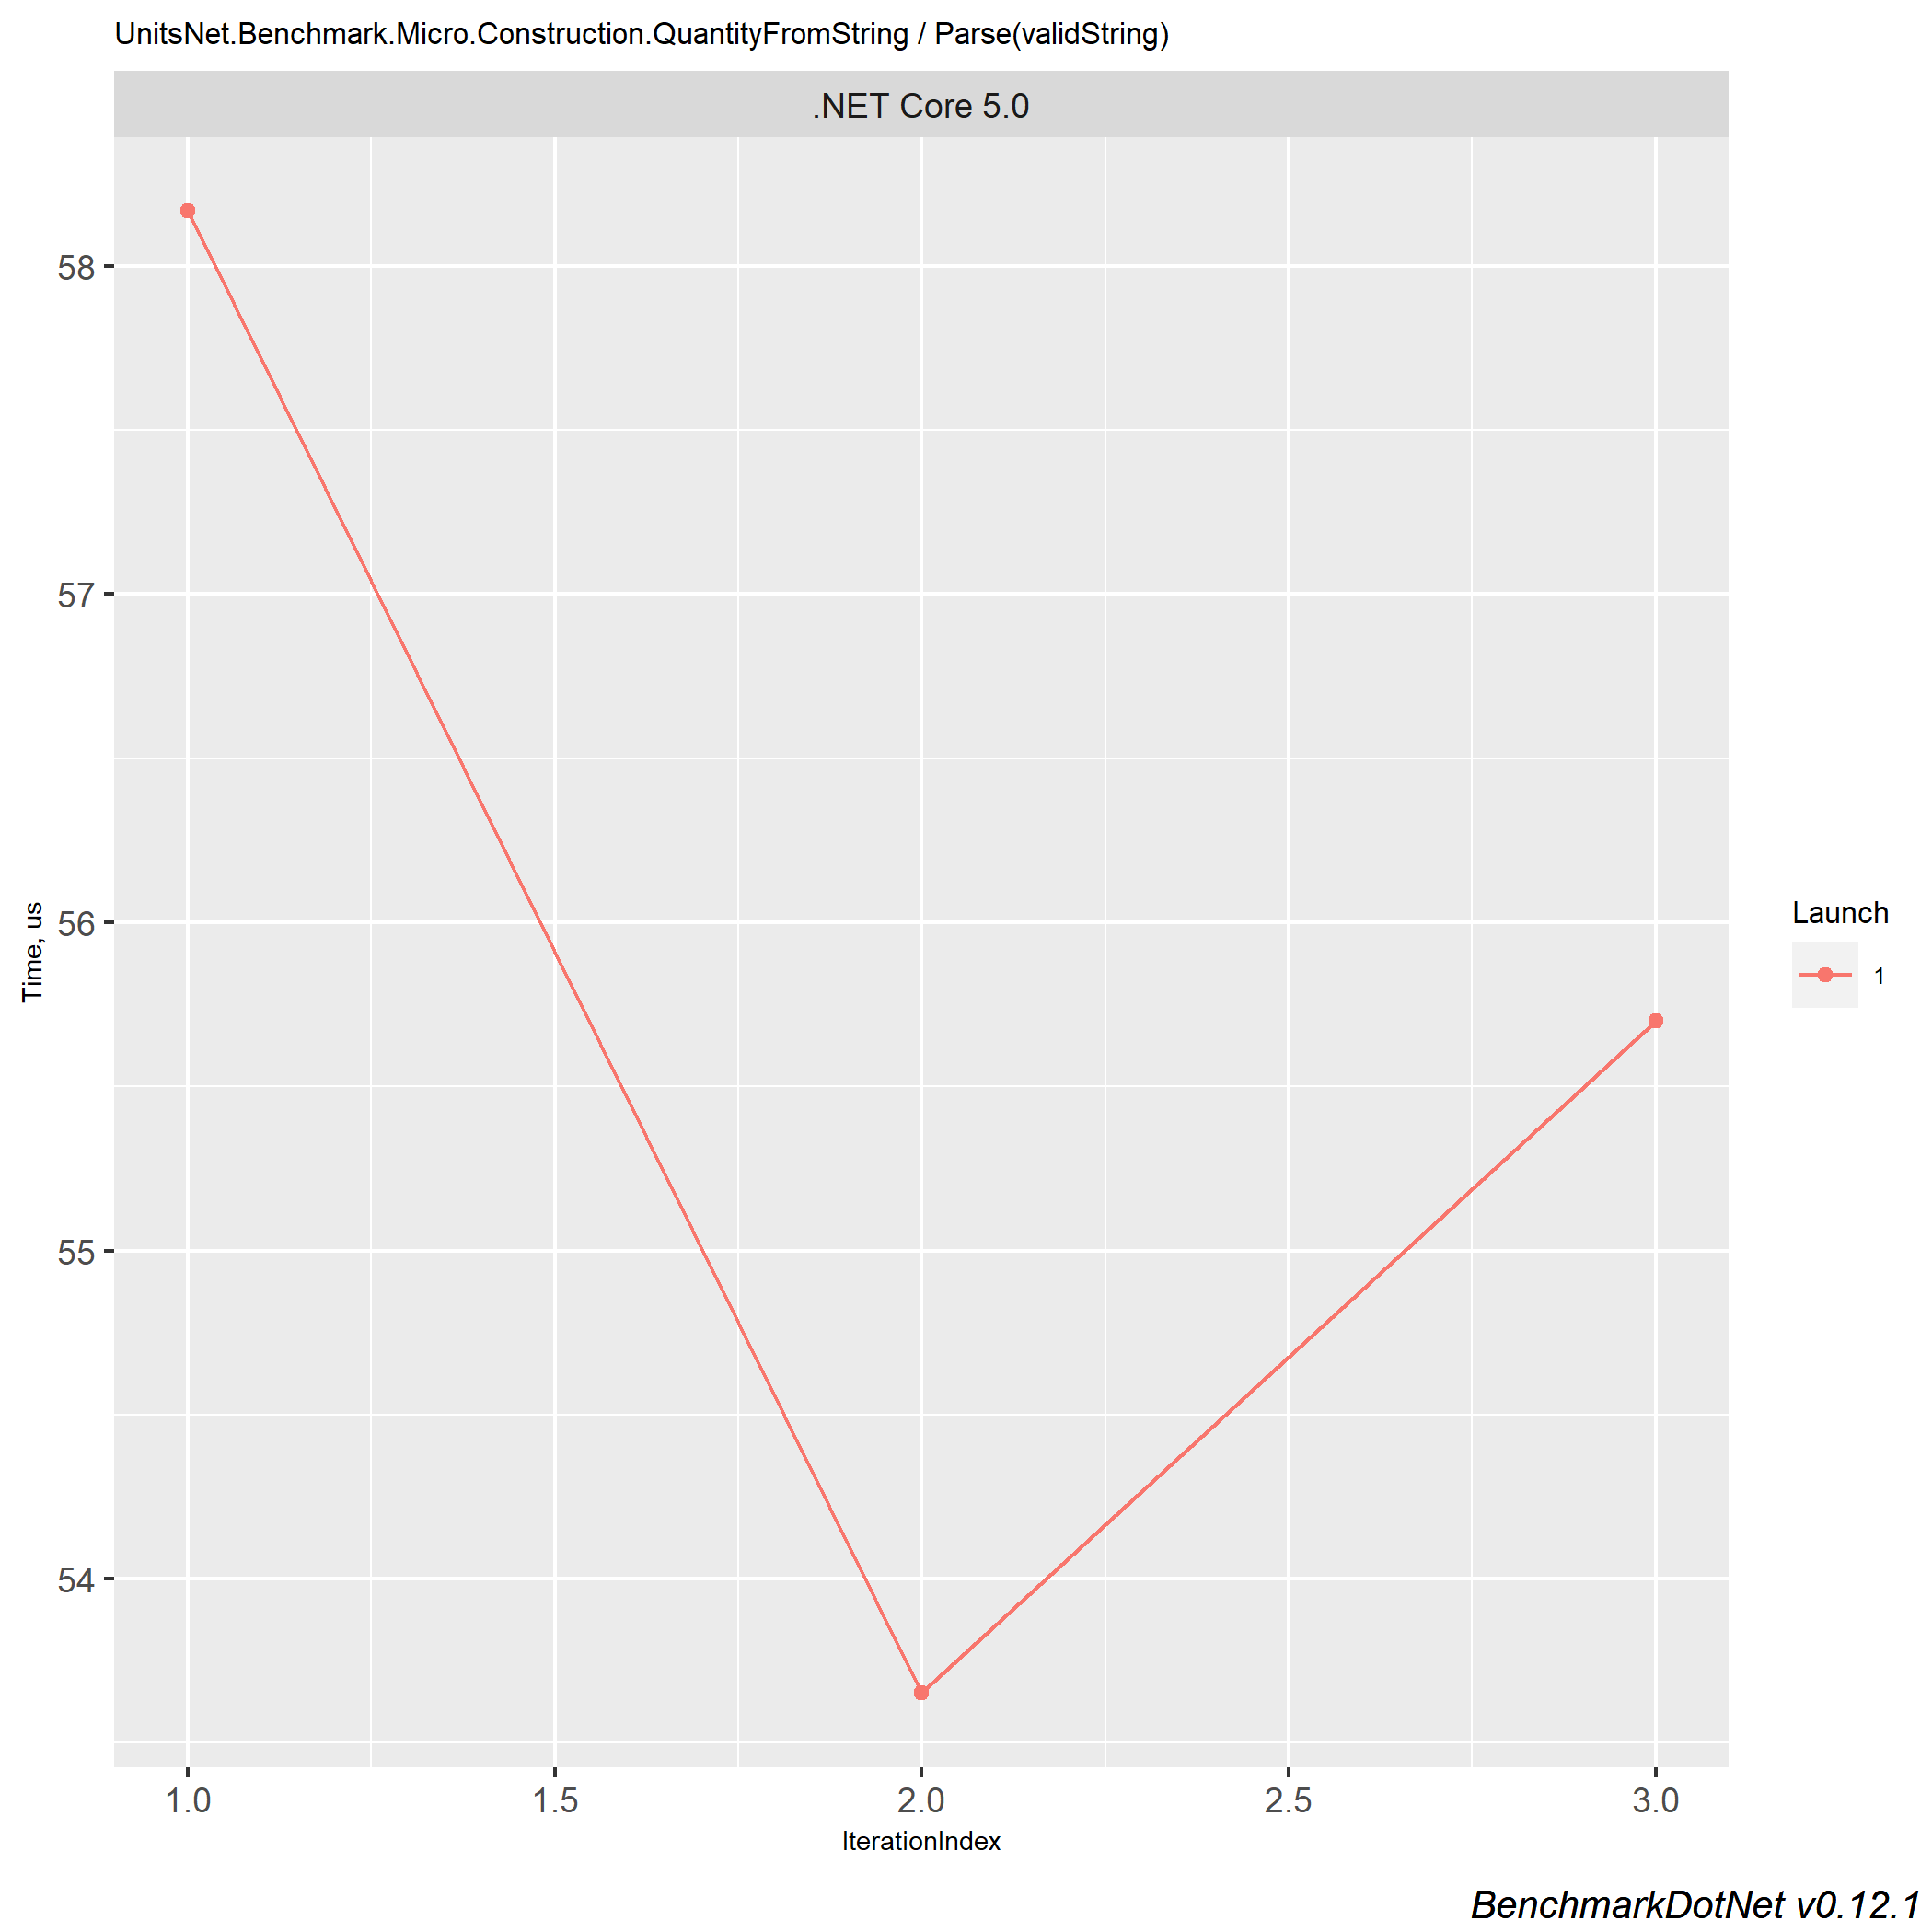 UnitsNet.Benchmark.Micro.Construction.QuantityFromString / Parse(validString)
.NET Core 5.0
58
57
56
55
54
Time, us
1.0 1.5 2.0 2.5 3.0
IterationIndex
Launch
1
BenchmarkDotNet v0.12.1